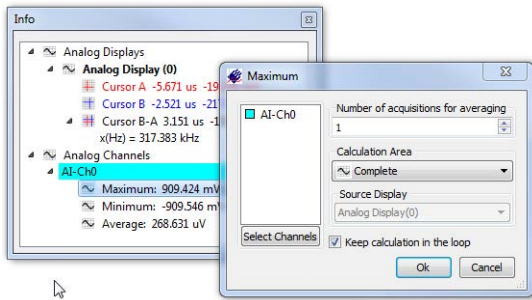 Info
Analog Displays
Analog Display (0)
Cursor A -5.671 us -19
Cursor B -2.521 us -21
Cursor B-A 3.151 us -1
x(Hz) = 317.383 kHz
Analog Channels
AI-Ch0
Maximum: 909.424 mV
Minimum: -909.546 mV
Average: 268.631 uV
Maximum
AI-Ch0
Select Channels
Number of acquisitions for averaging
1
Calculation Area
Complete
Source Display
Analog Display(0)
Keep calculation in the loop
Ok
Cancel